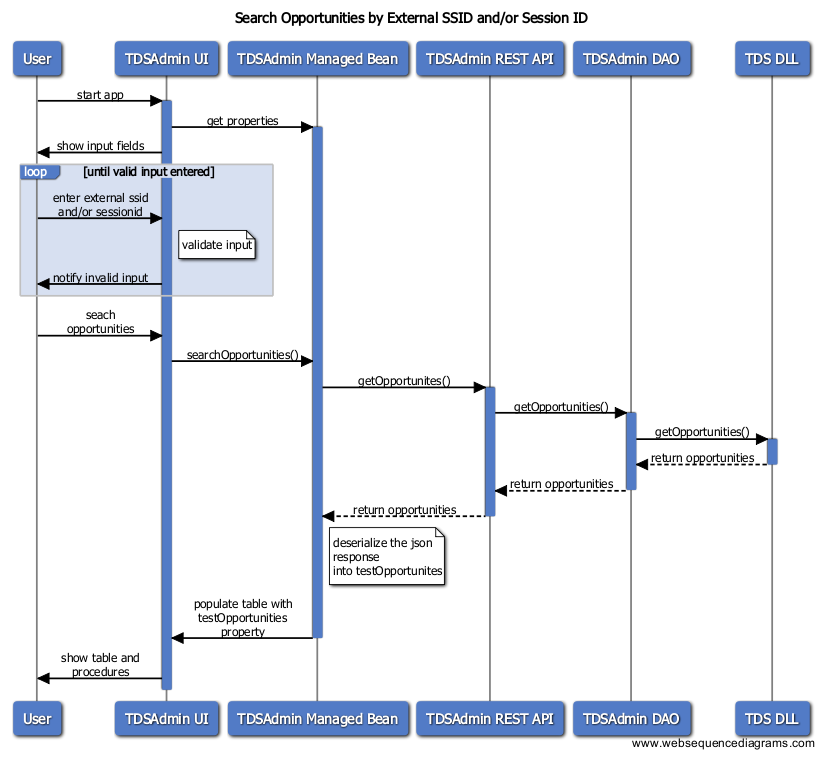 Search Opportunities by External SSID and/or Session ID
User
TDSAdmin UI
TDSAdmin Managed Bean
TDSAdmin REST API
TDSAdmin DAO
TDS DLL
start app
get properties
show input fields
loop
[until valid input entered]
enter external ssid
and/or sessionid
validate input
notify invalid input
seach
opportunities
searchOpportunities()
getOpportunites()
getOpportunities()
getOpportunities()
return opportunities
return opportunities
return opportunities
deserialize the json
response
into testOpportunites
populate table with
testOpportunities
property
show table and
procedures
User
TDSAdmin UI
TDSAdmin Managed Bean
TDSAdmin REST API
TDSAdmin DAO
TDS DLL
www.websequencediagrams.com